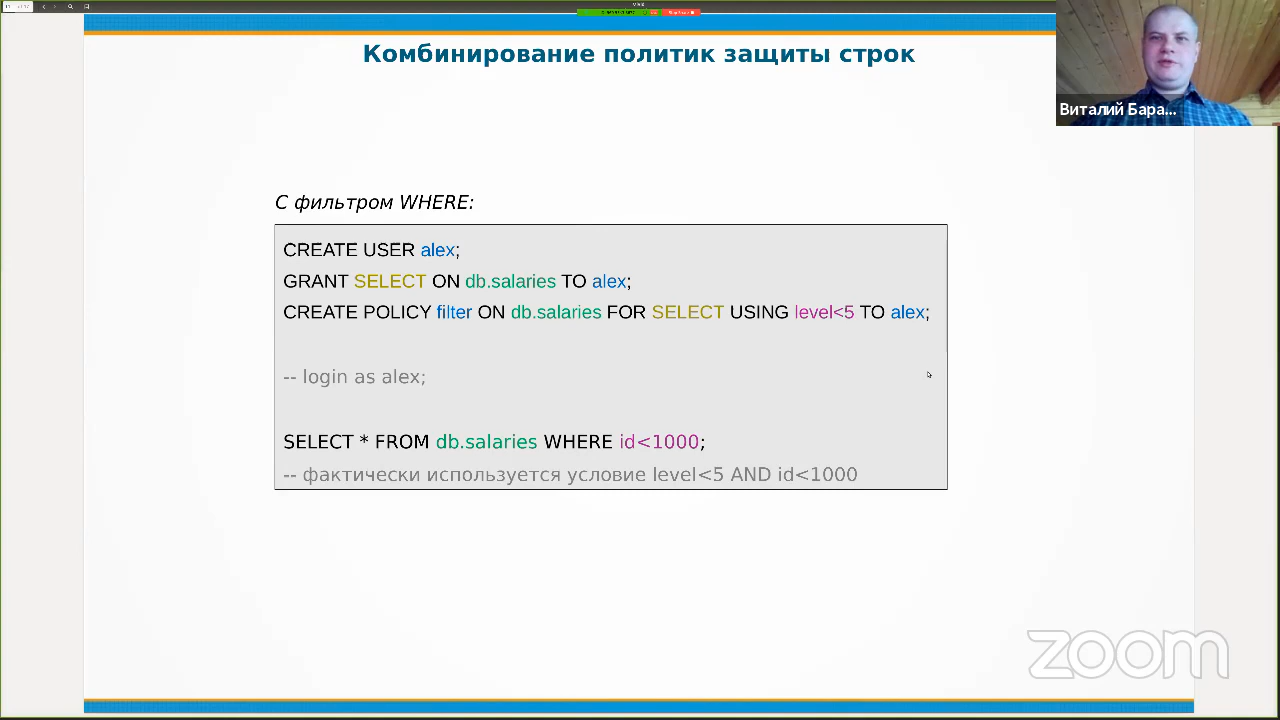 Комбинирование политик защиты строк
Виталий Бара...
С фильтром WHERE:
CREATE USER alex;
GRANT SELECT ON db.salaries TO alex;
CREATE POLICY filter ON db.salaries FOR SELECT USING level<5 TO alex;
-- login as alex;
SELECT * FROM db.salaries WHERE id<1000;
-- фактически используется условие level<5 AND id<1000
zoom